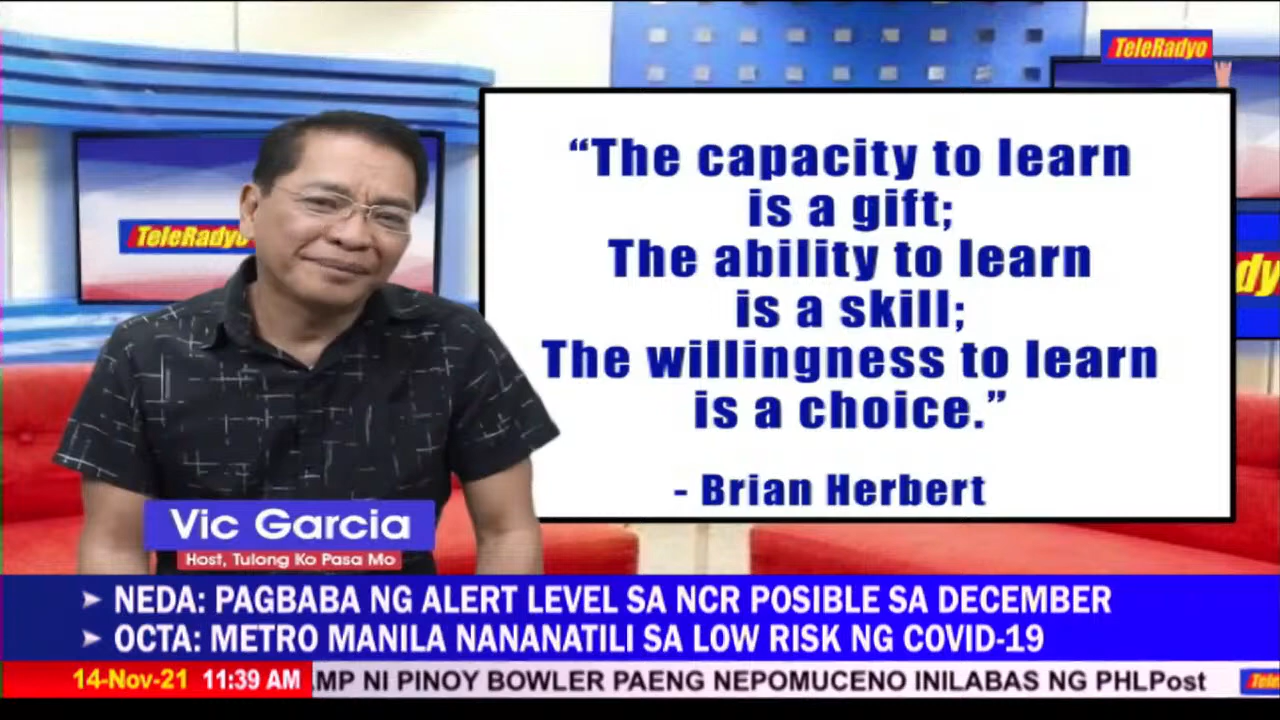 TeleRadyo
TeleRadyo
“The capacity to learn
is a gift;
The ability to learn
is a skill;
The willingness to learn
is a choice.”
- Brian Herbert
Vic Garcia
Host, Tulong Ko Pasa Mo
NEDA: PAGBABA NG ALERT LEVEL SA NCR POSIBLE SA DECEMBER
OCTA: METRO MANILA NANANATILI SA LOW RISK NG COVID-19
14-Nov-21 11:39 AM MP NI PINOY BOWLER PAENG NEPOMUCENO INILABAS NG PHLPost